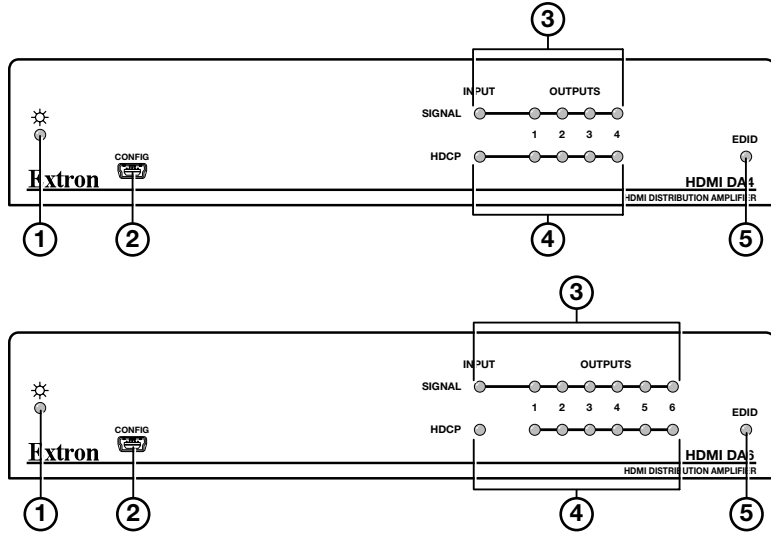 3
INPUT OUTPUTS
SIGNAL
1 2 3 4
CONFIG
HDCP
EDID
Extron
HDMI DA4
HDMI DISTRIBUTION AMPLIFIER
1 2 4 5
3
INPUT OUTPUTS
SIGNAL
1 2 3 4 5 6
CONFIG
HDCP
EDID
Extron
HDMI DA6
HDMI DISTRIBUTION AMPLIFIER
1 2 4 5